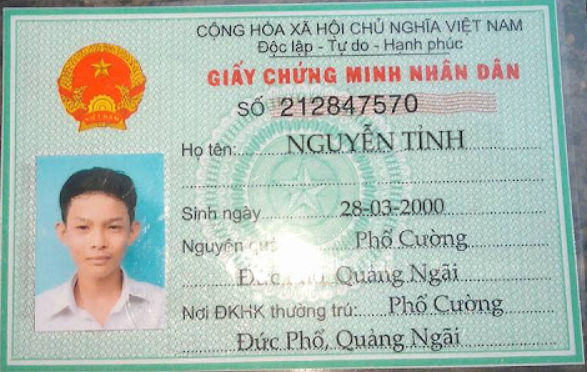 CỘNG HÒA XÃ HỘI CHỦ NGHĨA VIỆT NAM
Độc lập - Tự do - Hạnh phúc
GIẤY CHỨNG MINH NHÂN DÂN
SỐ 212847570
Họ tên: NGUYỄN TỈNH
Sinh ngày 28-03-2000
Nguyên quán Phổ Cường
Đức Phổ, Quảng Ngãi
Nơi ĐKHK thường trú: Phổ Cường
Đức Phổ, Quảng Ngãi